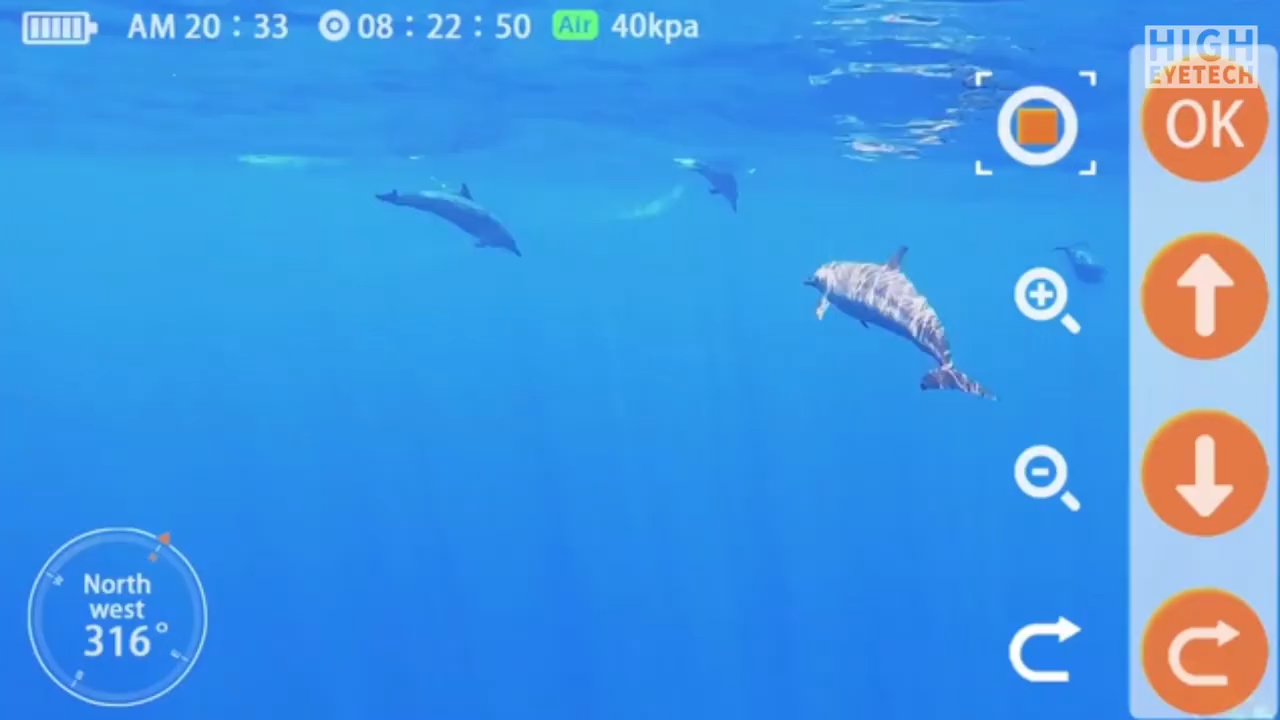 AM 20 : 33
08 : 22 : 50
Air
40kpa
HIGH
EYETECH
OK
North
west
316°